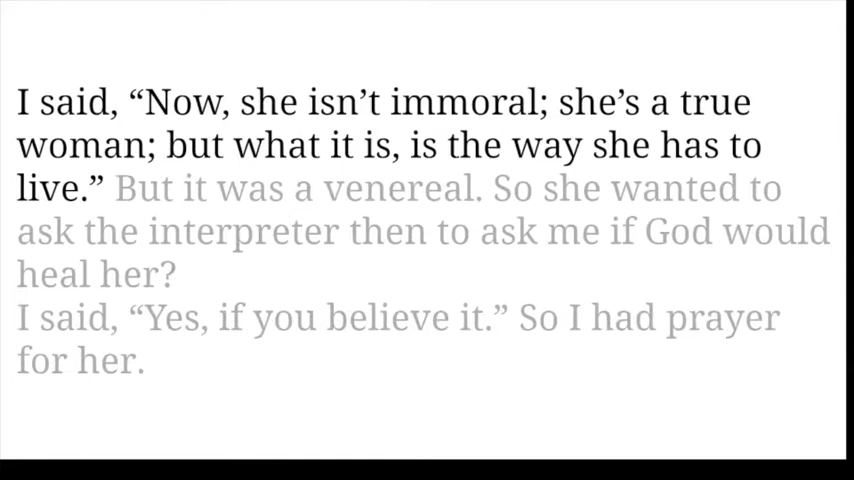 I said, “Now, she isn’t immoral; she’s a true
woman; but what it is, is the way she has to
live.” But it was a venereal. So she wanted to
ask the interpreter then to ask me if God would
heal her?
I said, “Yes, if you believe it.” So I had prayer
for her.